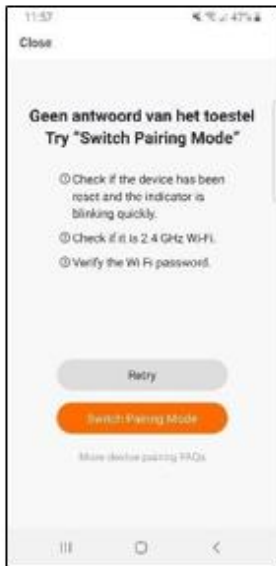 11:57 47%
Close
Geen antwoord van het toestel
Try "Switch Pairing Mode"
① Check if the device has been
reset and the indicator is
blinking quickly.
① Check if it is 2.4 GHz Wi-Fi.
① Verify the Wi Fi password.
Retry
Switch Pairing Mode
More device pairing FAQs